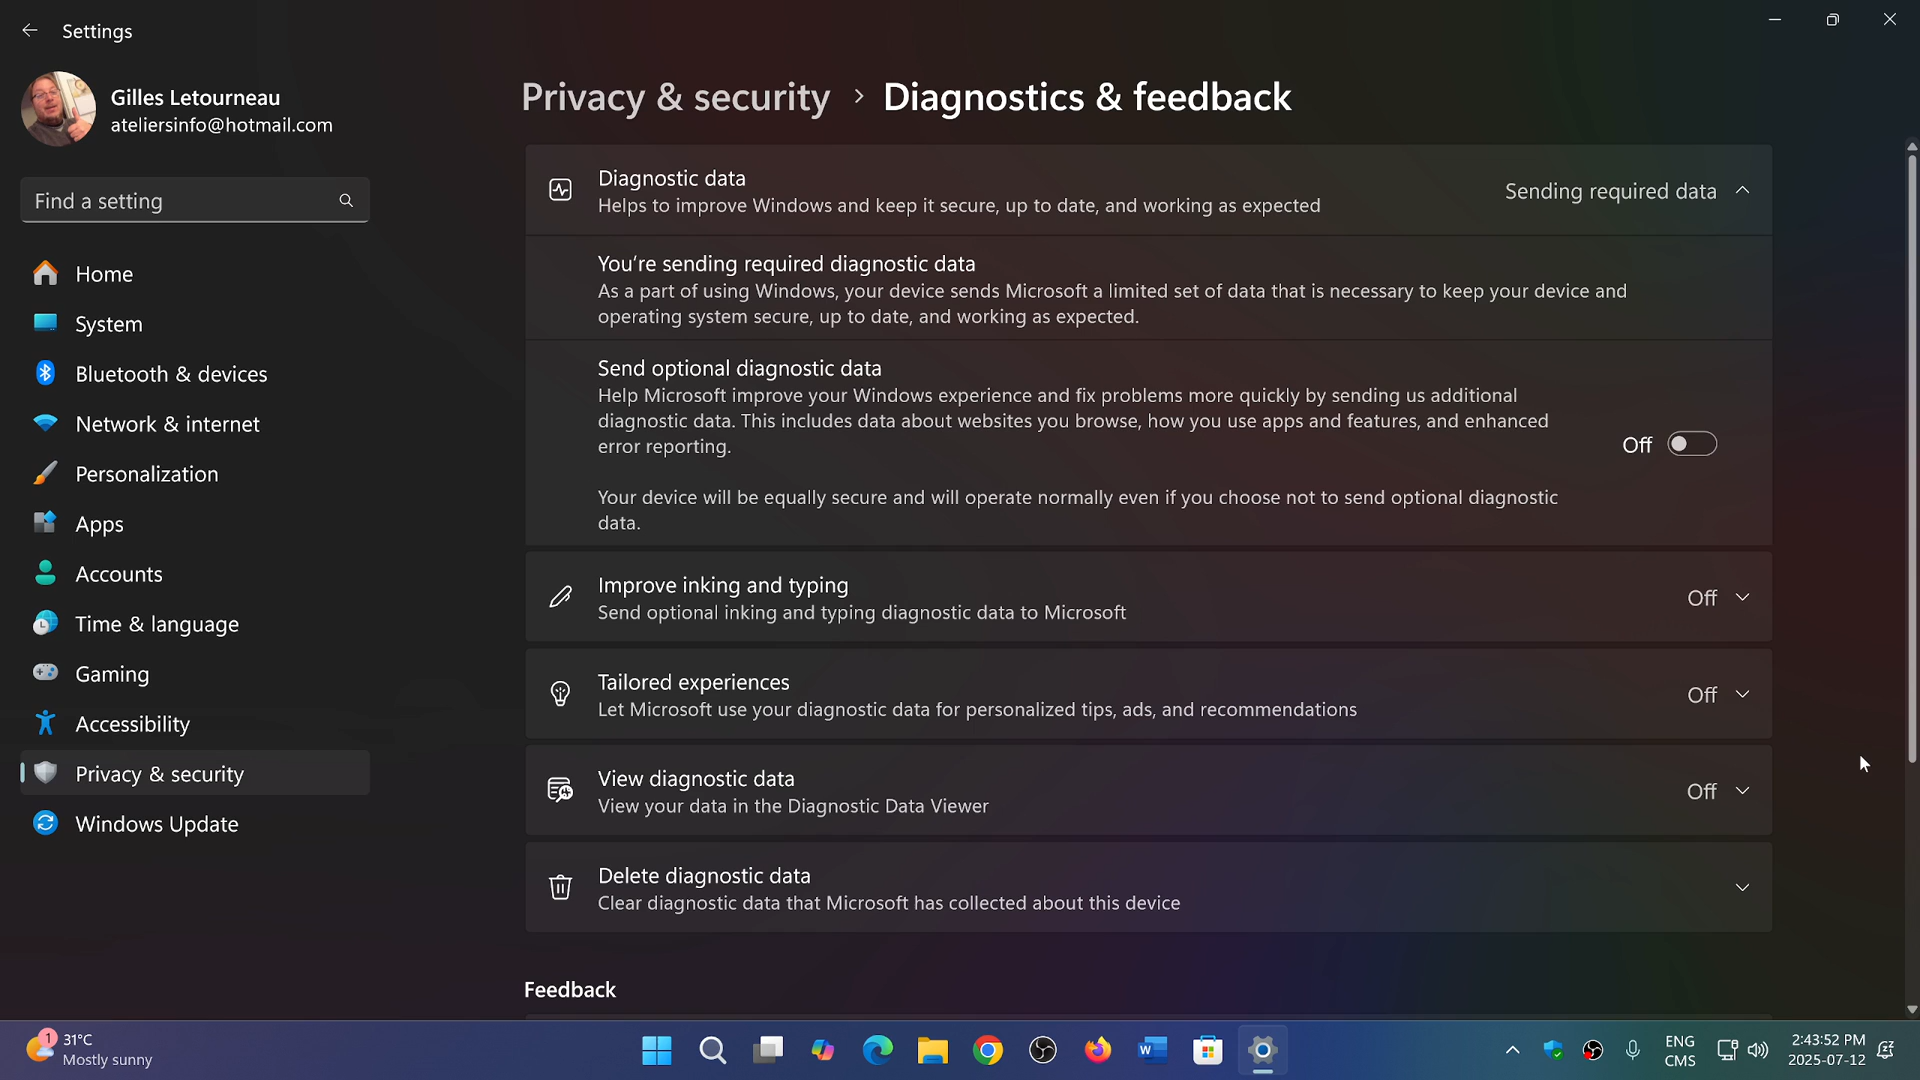 Settings
Gilles Letourneau
ateliersinfo@hotmail.com
Find a setting
Home
System
Bluetooth & devices
Network & internet
Personalization
Apps
Accounts
Time & language
Gaming
Accessibility
Privacy & security
Windows Update
Privacy & security > Diagnostics & feedback
Diagnostic data
Helps to improve Windows and keep it secure, up to date, and working as expected
Sending required data
You're sending required diagnostic data
As a part of using Windows, your device sends Microsoft a limited set of data that is necessary to keep your device and
operating system secure, up to date, and working as expected.
Send optional diagnostic data
Help Microsoft improve your Windows experience and fix problems more quickly by sending us additional
diagnostic data. This includes data about websites you browse, how you use apps and features, and enhanced
error reporting.
Off
Your device will be equally secure and will operate normally even if you choose not to send optional diagnostic
data.
Improve inking and typing
Send optional inking and typing diagnostic data to Microsoft
Off
Tailored experiences
Let Microsoft use your diagnostic data for personalized tips, ads, and recommendations
Off
View diagnostic data
View your data in the Diagnostic Data Viewer
Off
Delete diagnostic data
Clear diagnostic data that Microsoft has collected about this device
Feedback
1
31°C
Mostly sunny
W
ENG
CMS
2:43:52 PM
2025-07-12